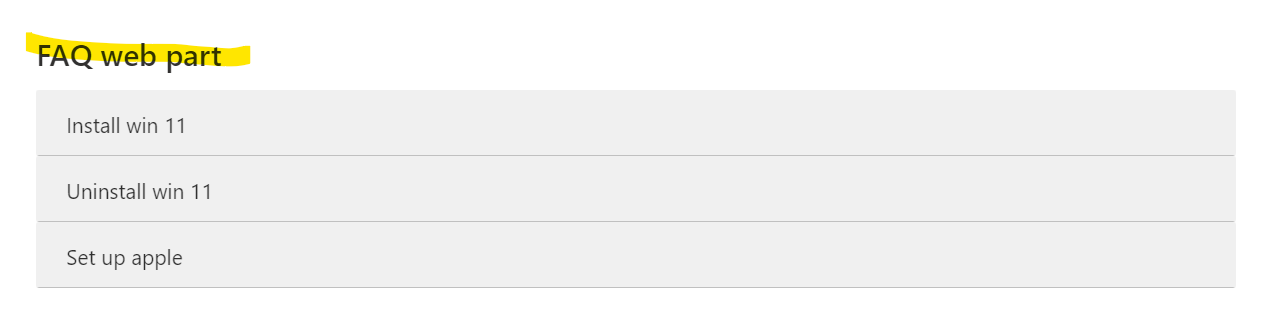 FAQ web part
Install win 11
Uninstall win 11
Set up apple